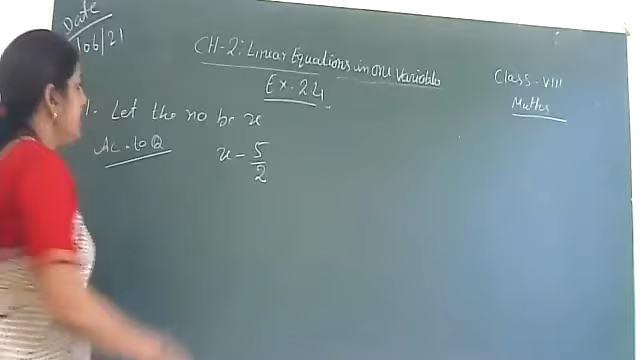 Date
/06/21
CH-2: Linear Equations in one Variable
Ex. 2.4
Class-VIII
Maths
1. Let the no be x
Ac. to Q
x - 5/2